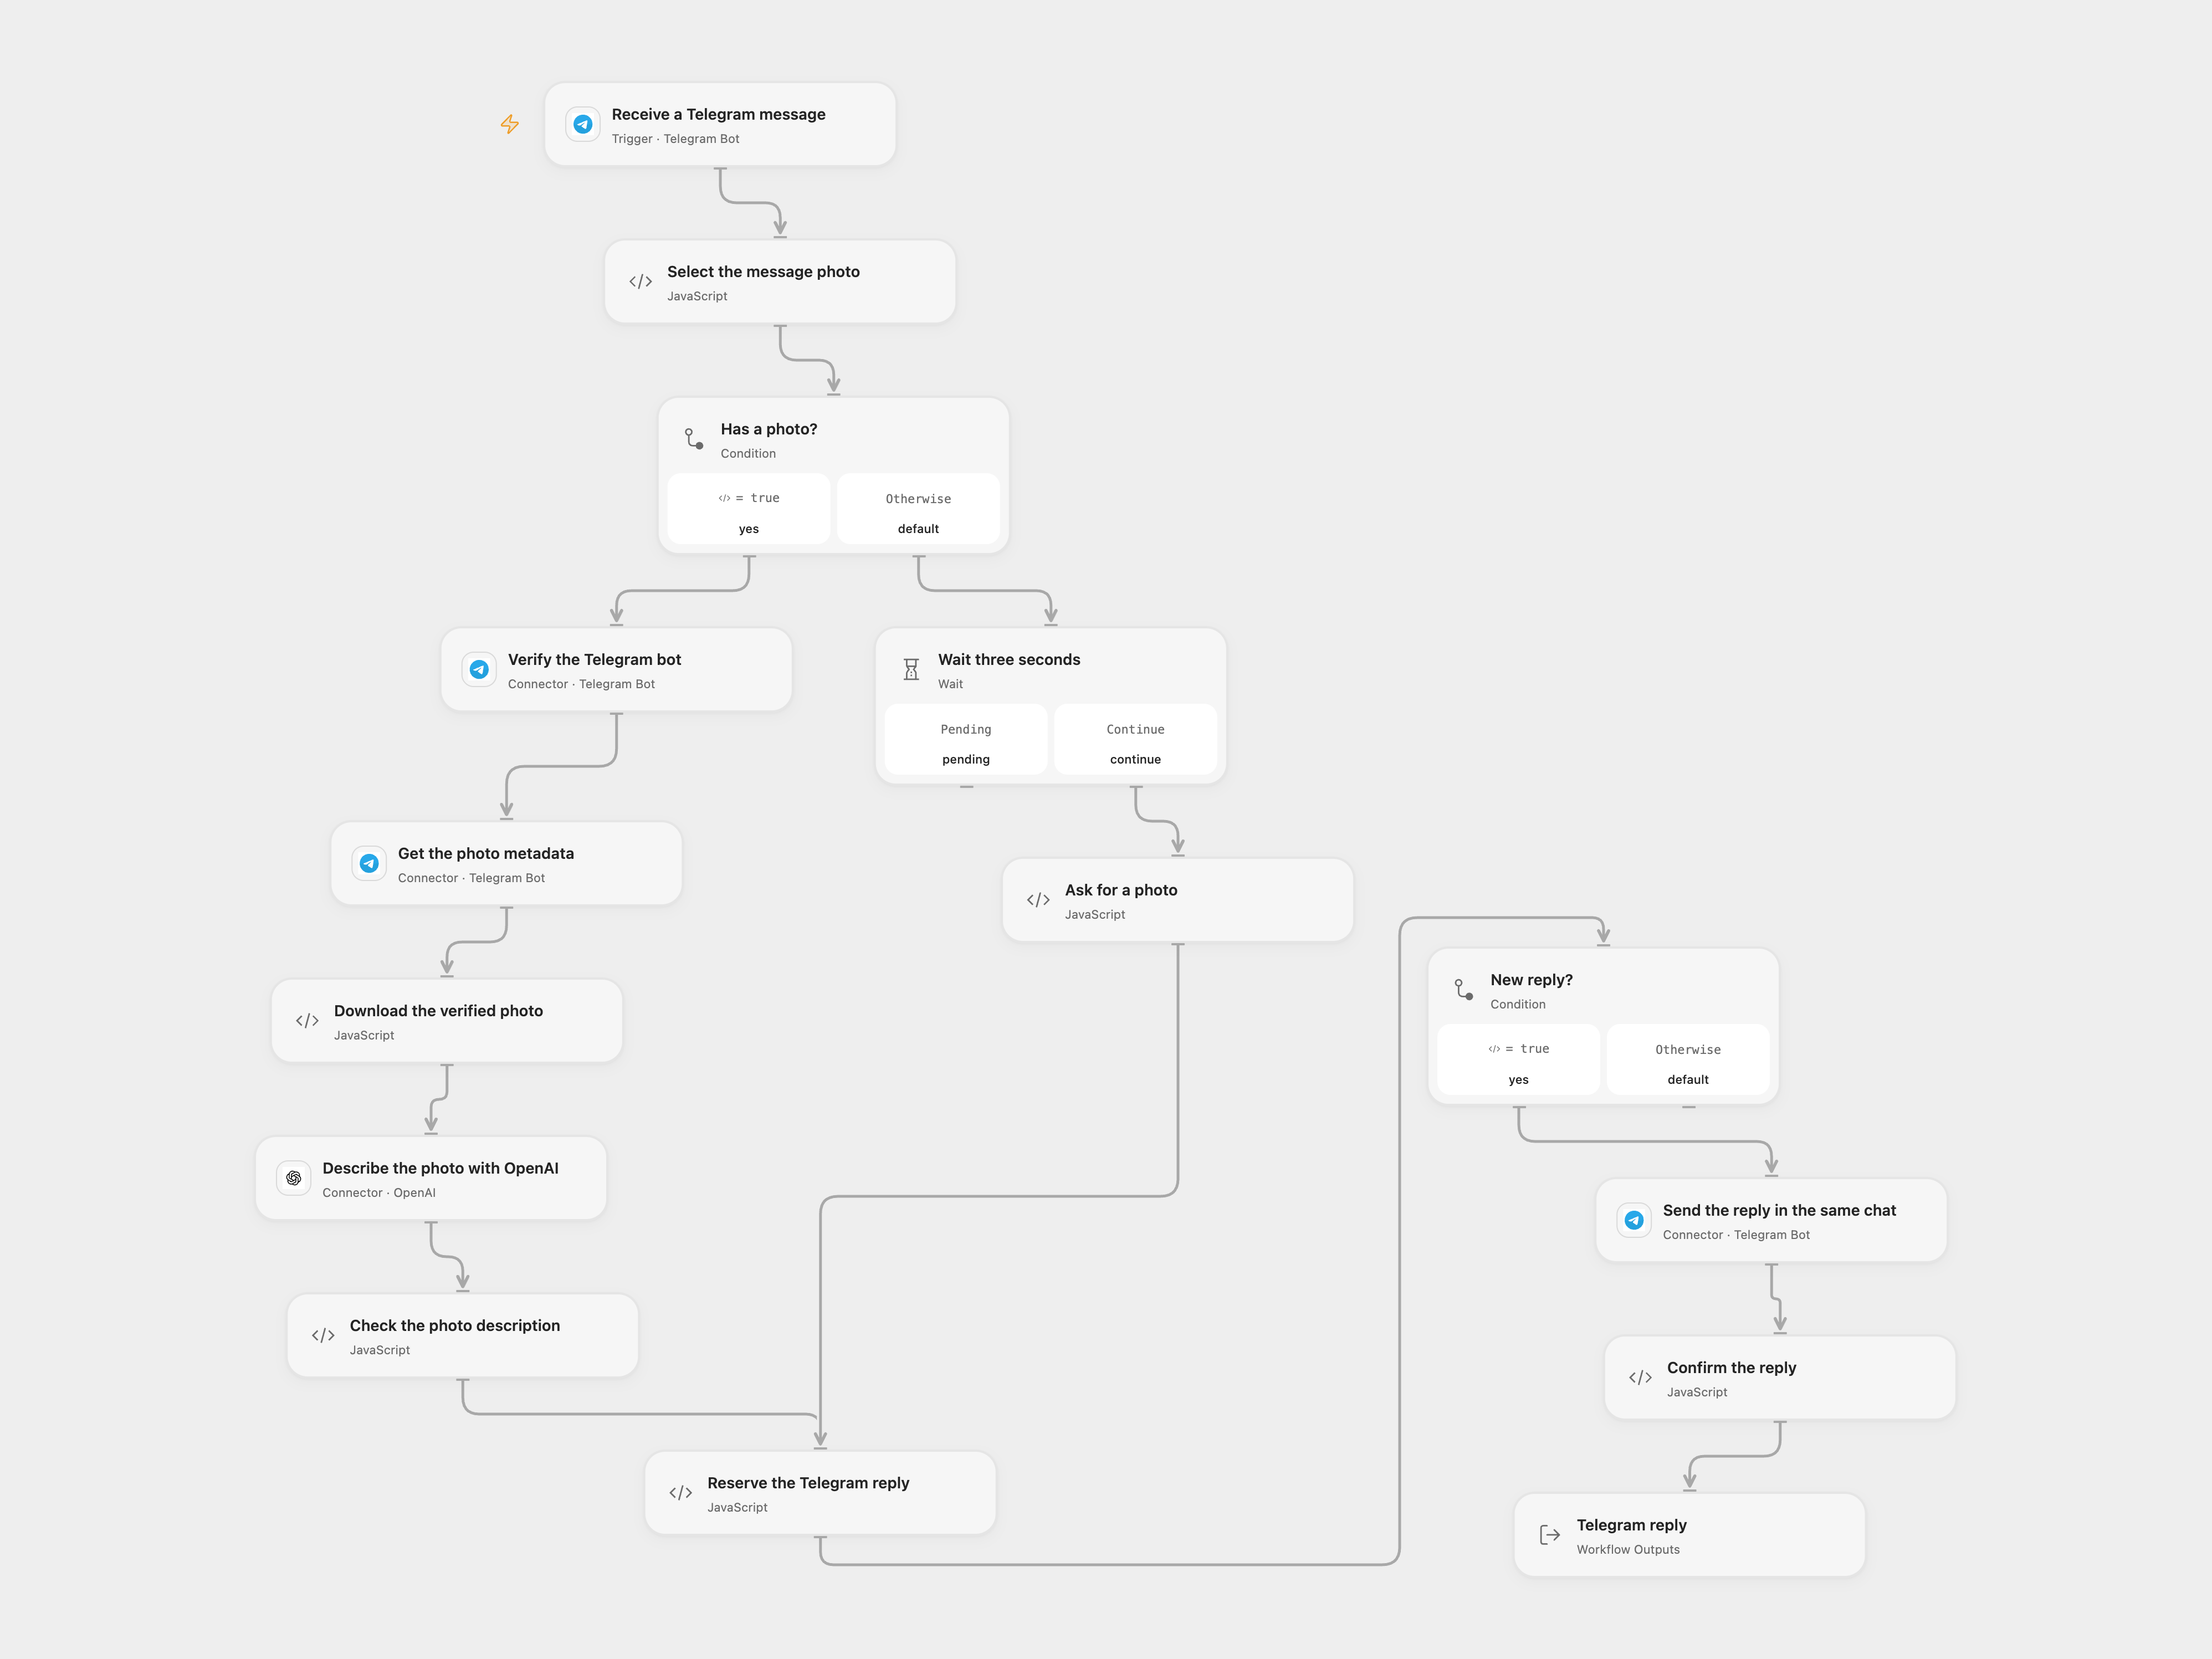 Receive a Telegram message
Trigger · Telegram Bot
Select the message photo
JavaScript
Has a photo?
Condition
</> = true
yes
Otherwise
default
Verify the Telegram bot
Connector · Telegram Bot
Wait three seconds
Wait
Pending
pending
Continue
continue
Get the photo metadata
Connector · Telegram Bot
Ask for a photo
JavaScript
Download the verified photo
JavaScript
New reply?
Condition
</> = true
yes
Otherwise
default
Describe the photo with OpenAI
Connector · OpenAI
Send the reply in the same chat
Connector · Telegram Bot
Check the photo description
JavaScript
Confirm the reply
JavaScript
Reserve the Telegram reply
JavaScript
Telegram reply
Workflow Outputs